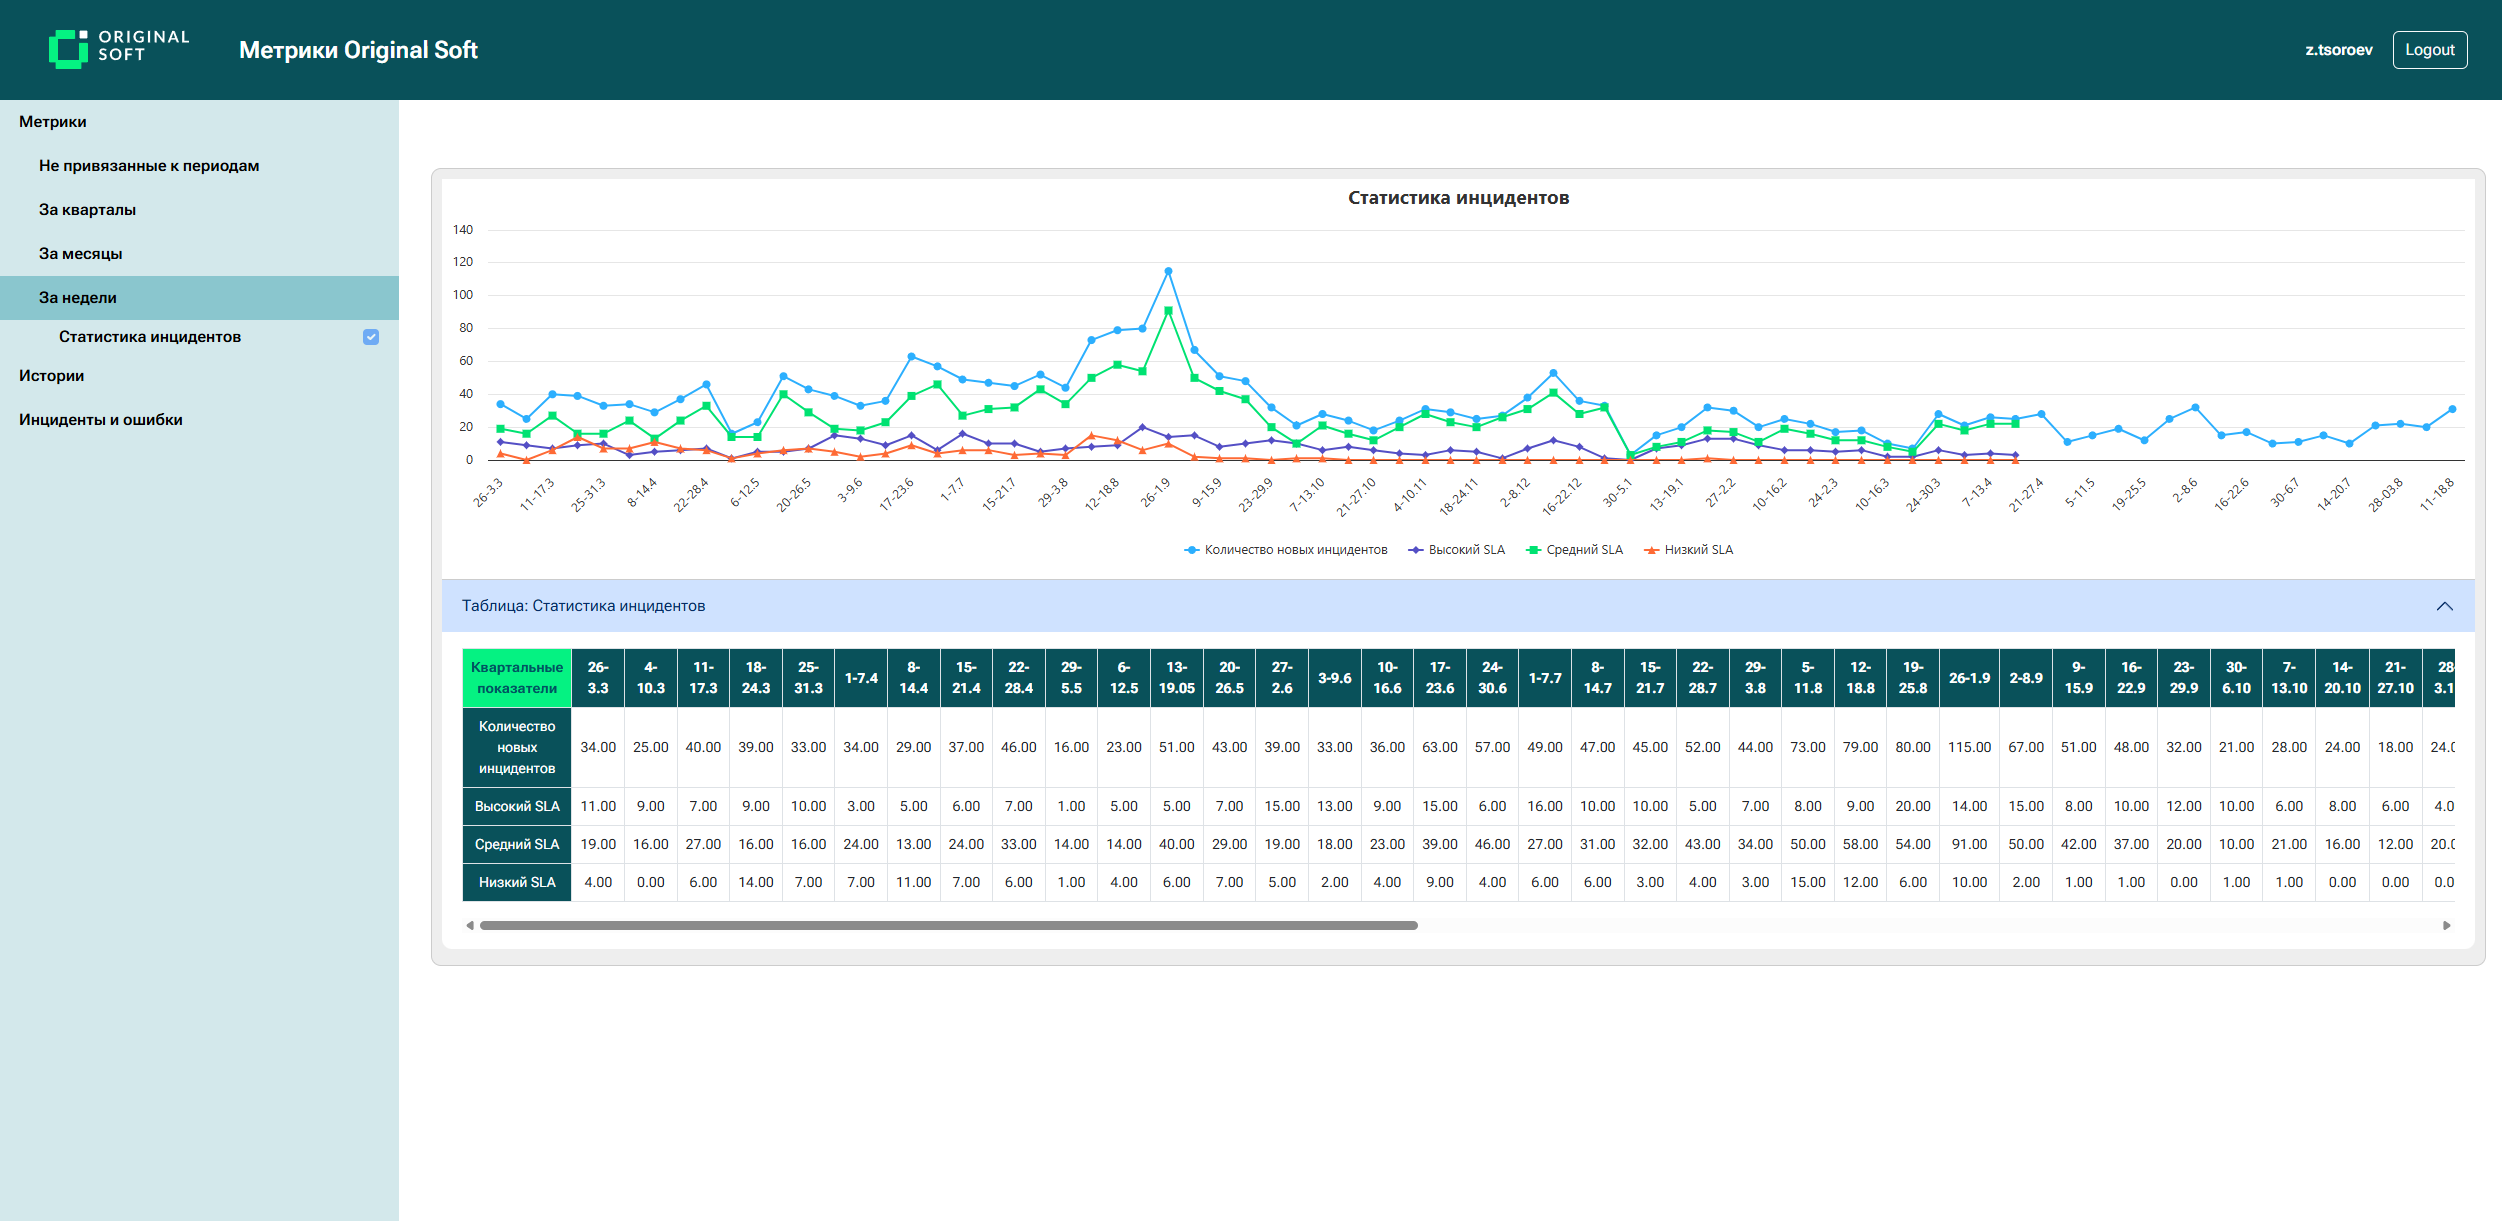 ORIGINAL
SOFT
Метрики Original Soft
z.tsoroev
Logout
Метрики
Не привязанные к периодам
За кварталы
За месяцы
За недели
Статистика инцидентов
Истории
Инциденты и ошибки
Статистика инцидентов
140
120
100
80
60
40
20
0
26-3.3 11-17.3 25-31.3 8-14.4 22-28.4 6-12.5 20-26.5 3-9.6 17-23.6 1-7.7 15-21.7 29-3.8 12-18.8 26-1.9 9-15.9 23-29.9 7-13.10 21-27.10 4-10.11 18-24.11 2-8.12 16-22.12 30-5.1 13-19.1 27-2.2 10-16.2 24-2.3 10-16.3 24-30.3 7-13.4 21-27.4 5-11.5 19-25.5 2-8.6 16-22.6 30-6.7 14-20.7 28-03.8 11-18.8
Количество новых инцидентов Высокий SLA Средний SLA Низкий SLA
Таблица: Статистика инцидентов
Квартальные показатели 26-3.3 4-10.3 11-17.3 18-24.3 25-31.3 1-7.4 8-14.4 15-21.4 22-28.4 29-5.5 6-12.5 13-19.05 20-26.5 27-2.6 3-9.6 10-16.6 17-23.6 24-30.6 1-7.7 8-14.7 15-21.7 22-28.7 29-3.8 5-11.8 12-18.8 19-25.8 26-1.9 2-8.9 9-15.9 16-22.9 23-29.9 30-6.10 7-13.10 14-20.10 21-27.10 28-3.1
Количество новых инцидентов 34.00 25.00 40.00 39.00 33.00 34.00 29.00 37.00 46.00 16.00 23.00 51.00 43.00 39.00 33.00 36.00 63.00 57.00 49.00 47.00 45.00 52.00 44.00 73.00 79.00 80.00 115.00 67.00 51.00 48.00 32.00 21.00 28.00 24.00 18.00 24.0
Высокий SLA 11.00 9.00 7.00 9.00 10.00 3.00 5.00 6.00 7.00 1.00 5.00 5.00 7.00 15.00 13.00 9.00 15.00 6.00 16.00 10.00 10.00 5.00 7.00 8.00 9.00 20.00 14.00 15.00 8.00 10.00 12.00 10.00 6.00 8.00 6.00 4.0
Средний SLA 19.00 16.00 27.00 16.00 16.00 24.00 13.00 24.00 33.00 14.00 14.00 40.00 29.00 19.00 18.00 23.00 39.00 46.00 27.00 31.00 32.00 43.00 34.00 50.00 58.00 54.00 91.00 50.00 42.00 37.00 20.00 10.00 21.00 16.00 12.00 20.0
Низкий SLA 4.00 0.00 6.00 14.00 7.00 7.00 11.00 7.00 6.00 1.00 4.00 6.00 7.00 5.00 2.00 4.00 9.00 4.00 6.00 6.00 3.00 4.00 3.00 15.00 12.00 6.00 10.00 2.00 1.00 1.00 0.00 1.00 1.00 0.00 0.00 0.0